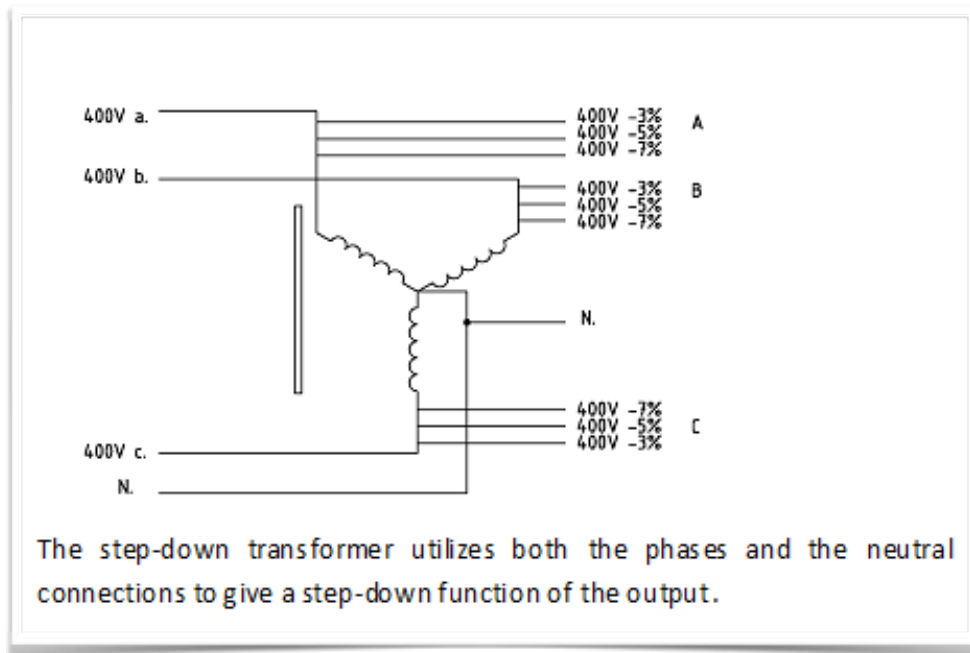 400V a.
400V -3%
400V -5% A
400V -7%
400V b.
400V -3% B
400V -5%
400V -7%
N.
400V -7%
400V -5% C
400V -3%
400V c.
N.
The step-down transformer utilizes both the phases and the neutral
connections to give a step-down function of the output.